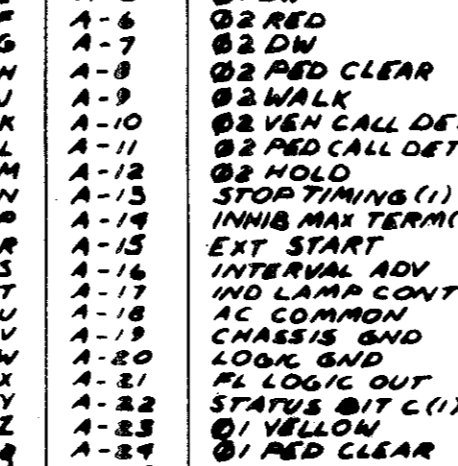 F A-6 Ø2 RED
G A-7 Ø2 DW
H A-8 Ø2 PED CLEAR
J A-9 Ø2 WALK
K A-10 Ø2 VEH CALL DET
L A-11 Ø2 PED CALL DET
M A-12 Ø2 HOLD
N A-13 STOP TIMING (1)
P A-14 INHIB MAX TERM(
R A-15 EXT START
S A-16 INTERVAL ADV
T A-17 IND LAMP CONT
U A-18 AC COMMON
V A-19 CHASSIS GND
W A-20 LOGIC GND
X A-21 FL LOGIC OUT
Y A-22 STATUS BIT C (1)
Z A-23 Ø1 YELLOW
A-24 Ø1 PED CLEAR